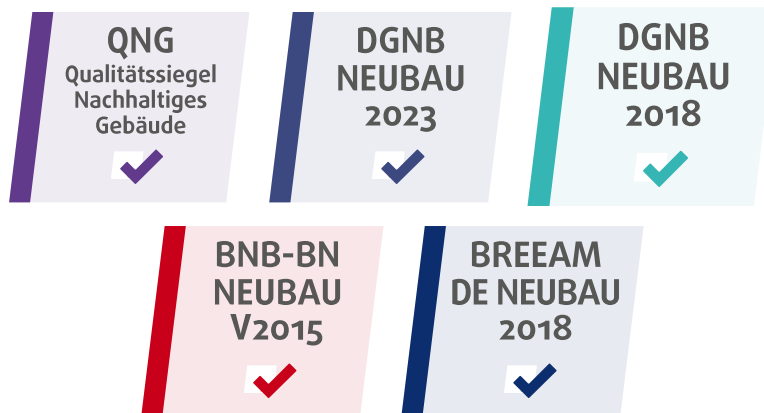 QNG
Qualitätssiegel
Nachhaltiges
Gebäude
DGNB
NEUBAU
2023
DGNB
NEUBAU
2018
BNB-BN
NEUBAU
V2015
BREEAM
DE NEUBAU
2018